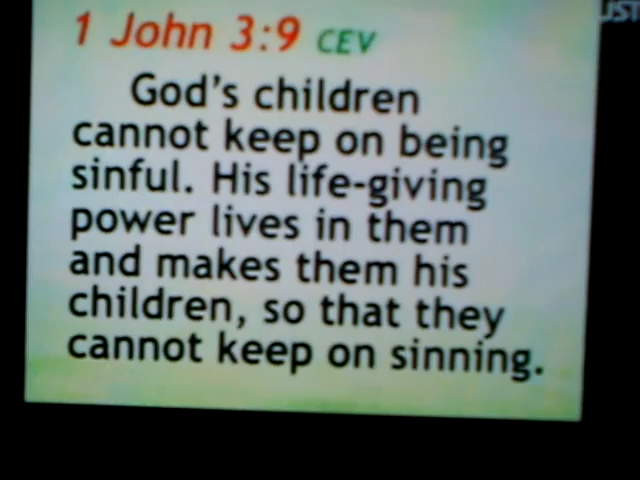 1 John 3:9 CEV
God's children
cannot keep on being
sinful. His life-giving
power lives in them
and makes them his
children, so that they
cannot keep on sinning.